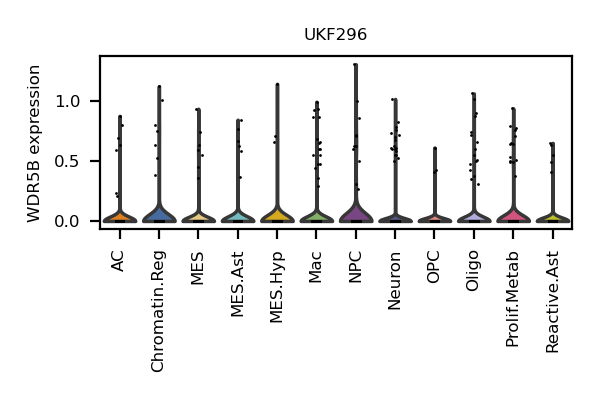 UKF296
WDR5B expression
1.0
0.5
0.0
AC
Chromatin.Reg
MES
MES.Ast
MES.Hyp
Mac
NPC
Neuron
OPC
Oligo
Prolif.Metab
Reactive.Ast